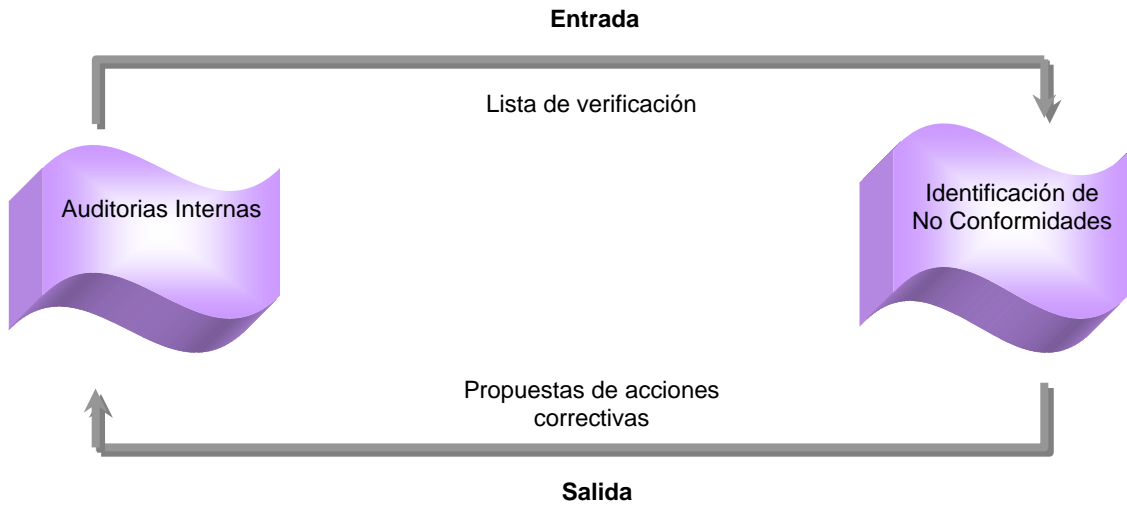 Entrada
Lista de verificación
Auditorias Internas
Identificación de
No Conformidades
Propuestas de acciones
correctivas
Salida